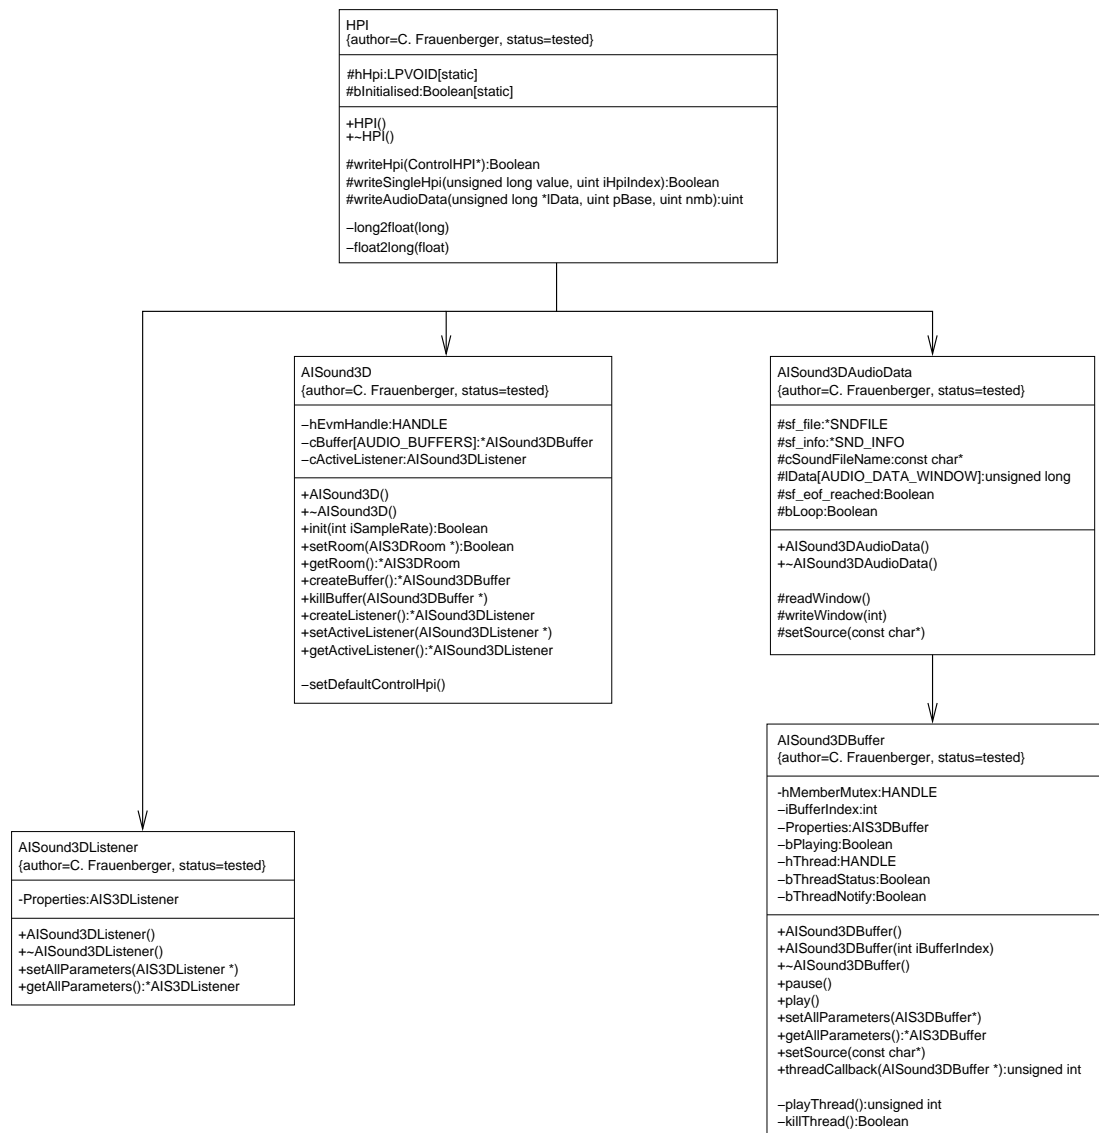 HPI
{author=C. Frauenberger, status=tested}
#hHpi:LPVOID[static]
#bInitialised:Boolean[static]
+HPI()
+~HPI()
#writeHpi(ControlHPI*):Boolean
#writeSingleHpi(unsigned long value, uint iHpiIndex):Boolean
#writeAudioData(unsigned long *lData, uint pBase, uint nmb):uint
−long2float(long)
−float2long(float)
AISound3D
{author=C. Frauenberger, status=tested}
−hEvmHandle:HANDLE
−cBuffer[AUDIO_BUFFERS]:*AISound3DBuffer
−cActiveListener:AISound3DListener
+AISound3D()
+~AISound3D()
+init(int iSampleRate):Boolean
+setRoom(AIS3DRoom *):Boolean
+getRoom():*AIS3DRoom
+createBuffer():*AISound3DBuffer
+killBuffer(AISound3DBuffer *)
+createListener():*AISound3DListener
+setActiveListener(AISound3DListener *)
+getActiveListener():*AISound3DListener
−setDefaultControlHpi()
AISound3DAudioData
{author=C. Frauenberger, status=tested}
#sf_file:*SNDFILE
#sf_info:*SND_INFO
#cSoundFileName:const char*
#lData[AUDIO_DATA_WINDOW]:unsigned long
#sf_eof_reached:Boolean
#bLoop:Boolean
+AISound3DAudioData()
+~AISound3DAudioData()
#readWindow()
#writeWindow(int)
#setSource(const char*)
AISound3DBuffer
{author=C. Frauenberger, status=tested}
-hMemberMutex:HANDLE
−iBufferIndex:int
−Properties:AIS3DBuffer
−bPlaying:Boolean
−hThread:HANDLE
−bThreadStatus:Boolean
−bThreadNotify:Boolean
+AISound3DBuffer()
+AISound3DBuffer(int iBufferIndex)
+~AISound3DBuffer()
+pause()
+play()
+setAllParameters(AIS3DBuffer*)
+getAllParameters():*AIS3DBuffer
+setSource(const char*)
+threadCallback(AISound3DBuffer *):unsigned int
−playThread():unsigned int
−killThread():Boolean
AISound3DListener
{author=C. Frauenberger, status=tested}
-Properties:AIS3DListener
+AISound3DListener()
+~AISound3DListener()
+setAllParameters(AIS3DListener *)
+getAllParameters():*AIS3DListener